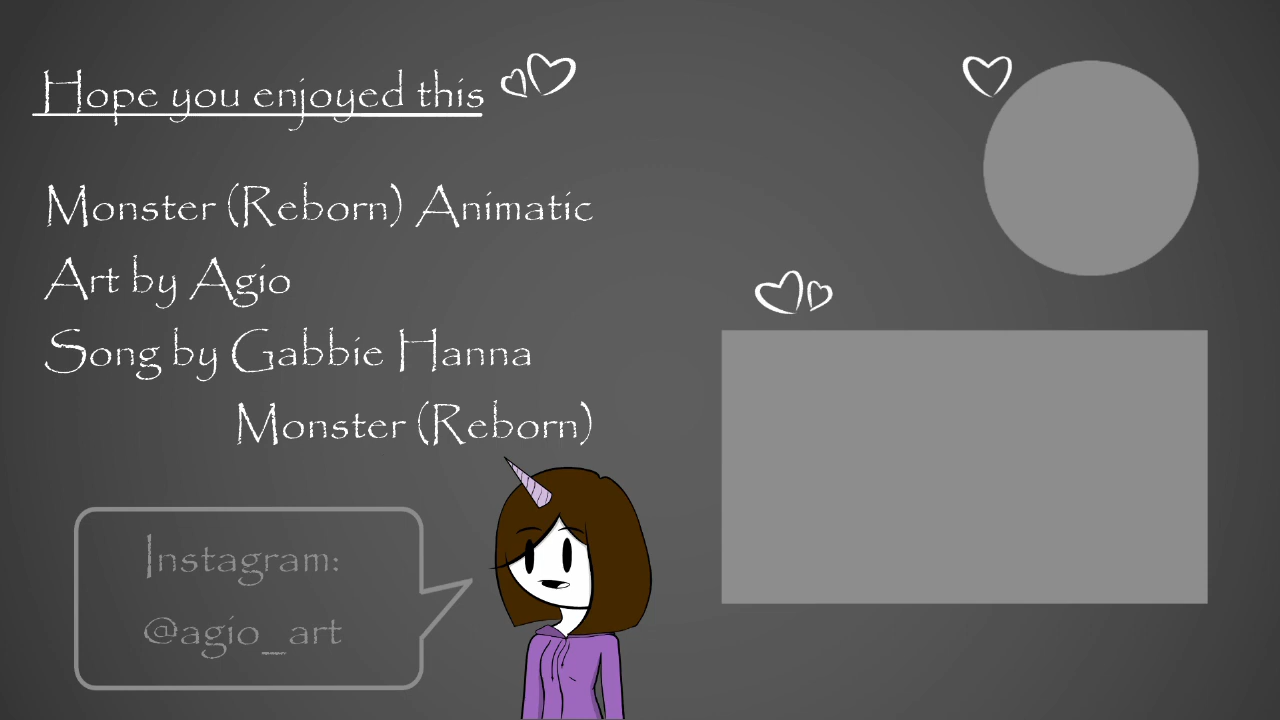 Hope you enjoyed this
Monster (Reborn) Animatic
Art by Agio
Song by Gabbie Hanna
Monster (Reborn)
Instagram:
@agio_art